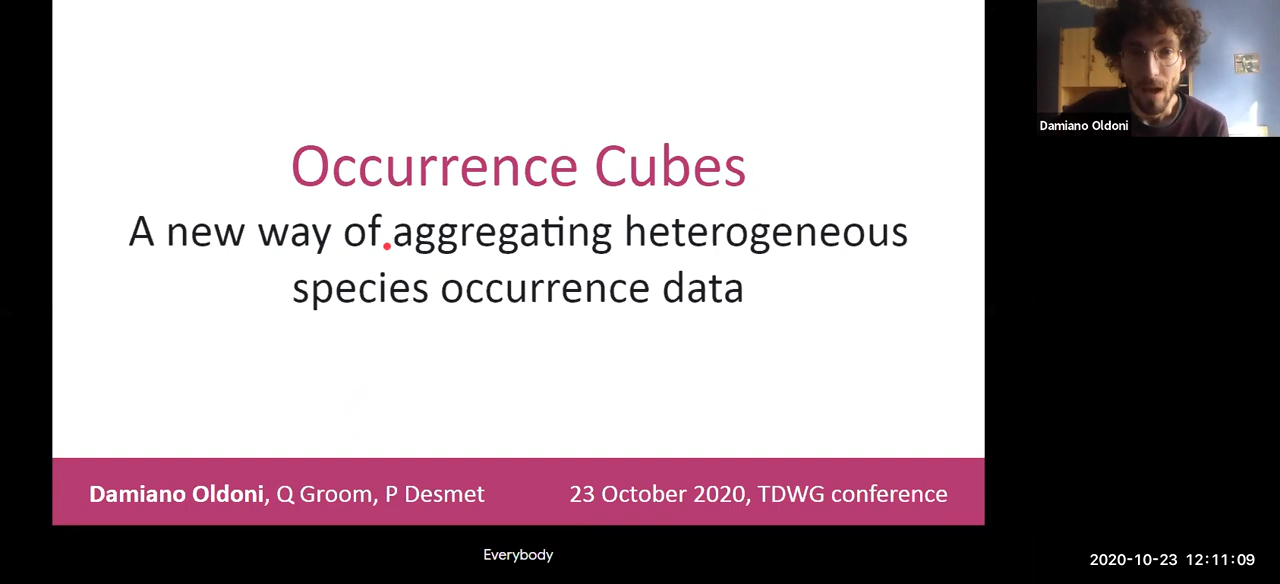 Occurrence Cubes
A new way of aggregating heterogeneous
species occurrence data
Damiano Oldoni, Q Groom, P Desmet
23 October 2020, TDWG conference
Damiano Oldoni
Everybody
2020-10-23 12:11:09